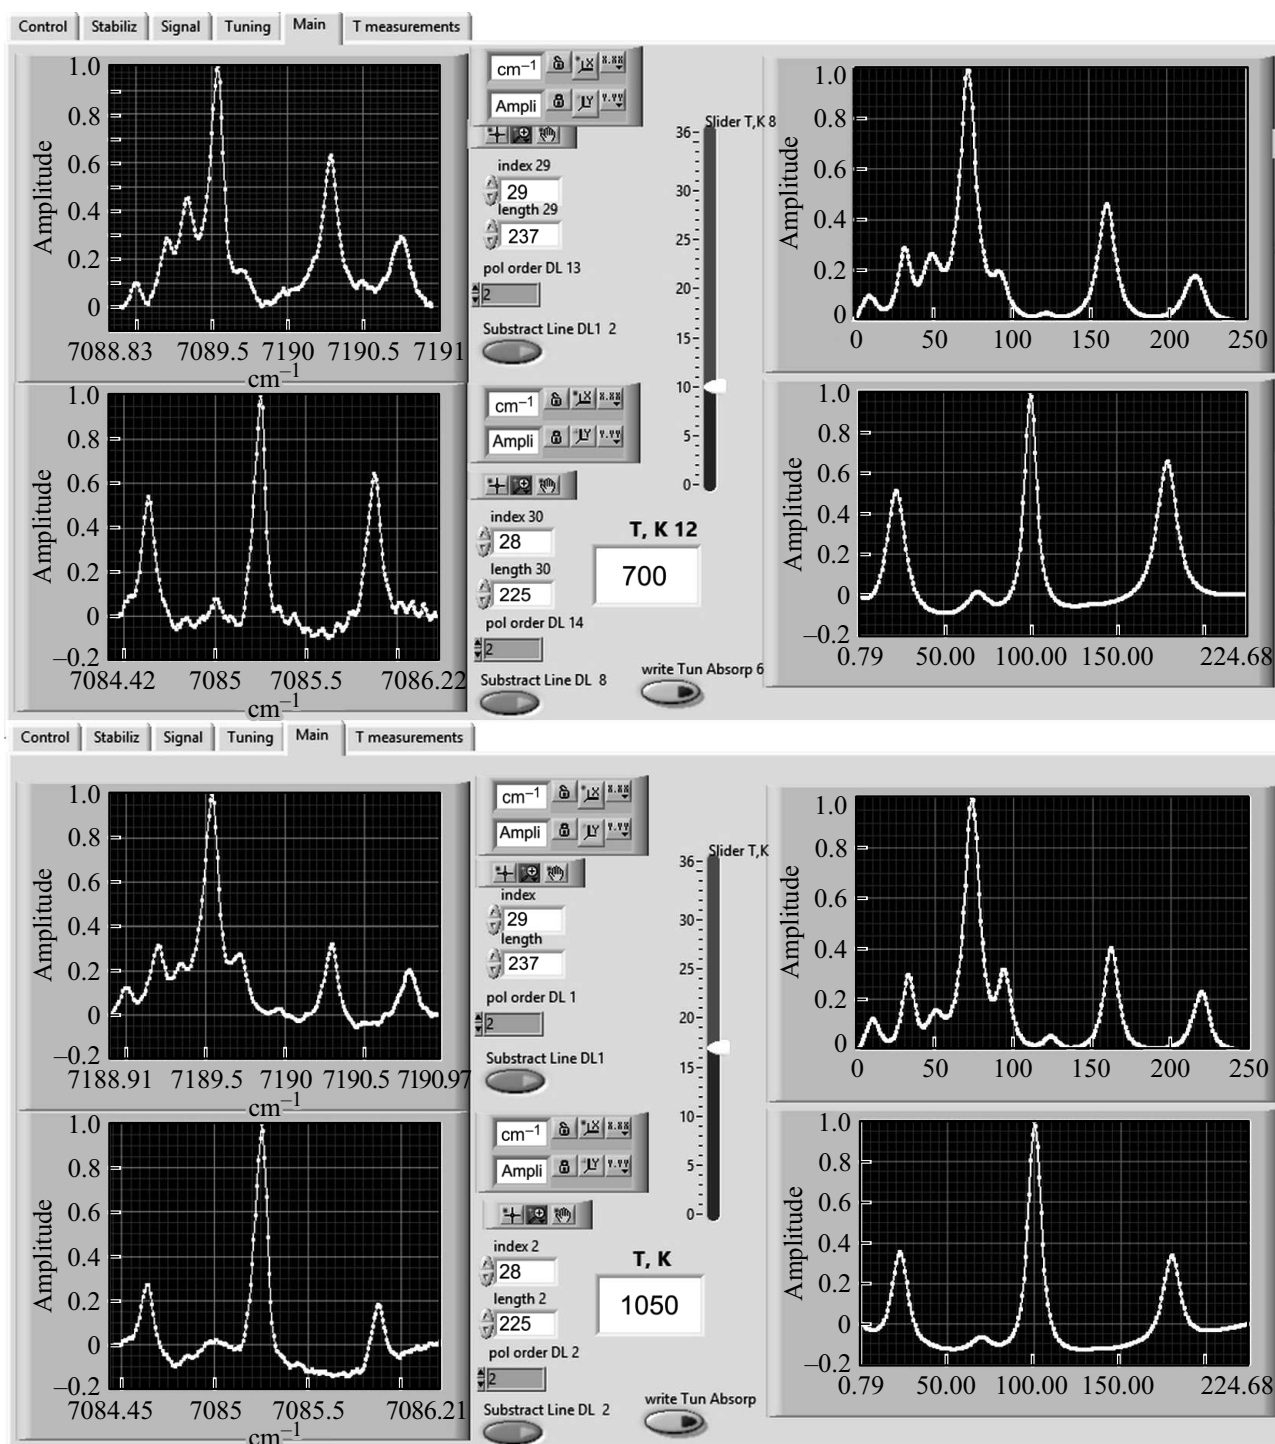 Control Stabiliz Signal Tuning Main T measurements
1.0
0.8
0.6
0.4
0.2
0
Amplitude
7088.83 7089.5 7190 7190.5 7191
cm⁻¹
1.0
0.8
0.6
0.4
0.2
0
−0.2
Amplitude
7084.42 7085 7085.5 7086.22
cm⁻¹
cm⁻¹
Ampli
index 29
29
length 29
237
pol order DL 13
2
Substract Line DL1 2
cm⁻¹
Ampli
index 30
28
length 30
225
pol order DL 14
2
Substract Line DL 8
Slider T,K 8
36
30
25
20
15
10
5
0
T, K 12
700
write Tun Absorp 6
1.0
0.8
0.6
0.4
0.2
0
Amplitude
0 50 100 150 200 250
1.0
0.8
0.6
0.4
0.2
0
−0.2
Amplitude
0.79 50.00 100.00 150.00 224.68
Control Stabiliz Signal Tuning Main T measurements
1.0
0.8
0.6
0.4
0.2
0
−0.2
Amplitude
7188.91 7189.5 7190 7190.5 7190.97
cm⁻¹
1.0
0.8
0.6
0.4
0.2
0
−0.2
Amplitude
7084.45 7085 7085.5 7086.21
cm⁻¹
cm⁻¹
Ampli
index
29
length
237
pol order DL 1
2
Substract Line DL1
cm⁻¹
Ampli
index 2
28
length 2
225
pol order DL 2
2
Substract Line DL 2
Slider T,K
36
30
25
20
15
10
5
0
T, K
1050
write Tun Absorp
1.0
0.8
0.6
0.4
0.2
0
Amplitude
0 50 100 150 200 250
1.0
0.8
0.6
0.4
0.2
0
−0.2
Amplitude
0.79 50.00 100.00 150.00 224.68